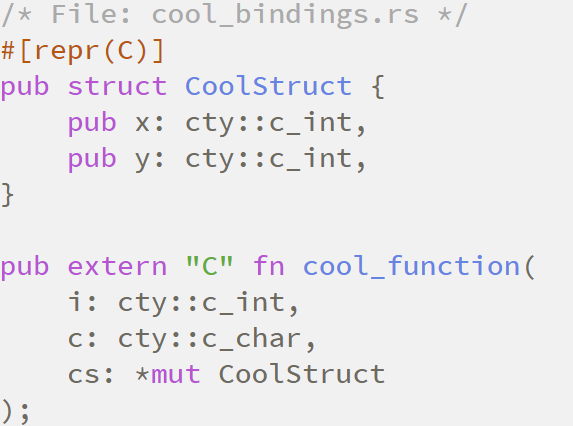 /* File: cool_bindings.rs */
#[repr(C)]
pub struct CoolStruct {
    pub x: cty::c_int,
    pub y: cty::c_int,
}

pub extern "C" fn cool_function(
    i: cty::c_int,
    c: cty::c_char,
    cs: *mut CoolStruct
);